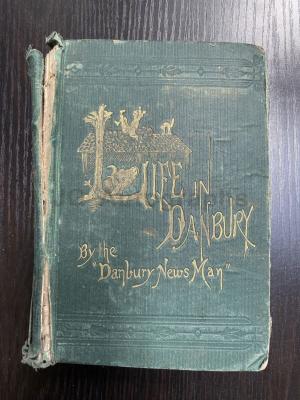 LIFE IN
DANBURY
By the
"Danbury News Man"